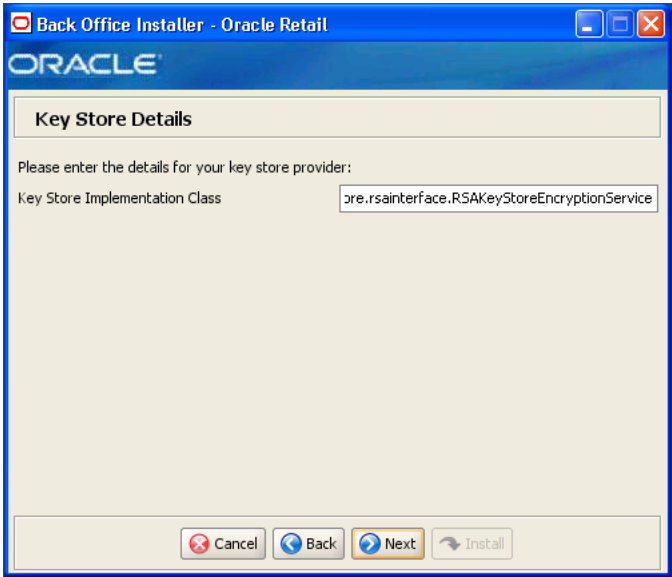 Back Office Installer - Oracle Retail
ORACLE
Key Store Details
Please enter the details for your key store provider:
Key Store Implementation Class ore.rsainterface.RSAKeyStoreEncryptionService
Cancel Back Next Install